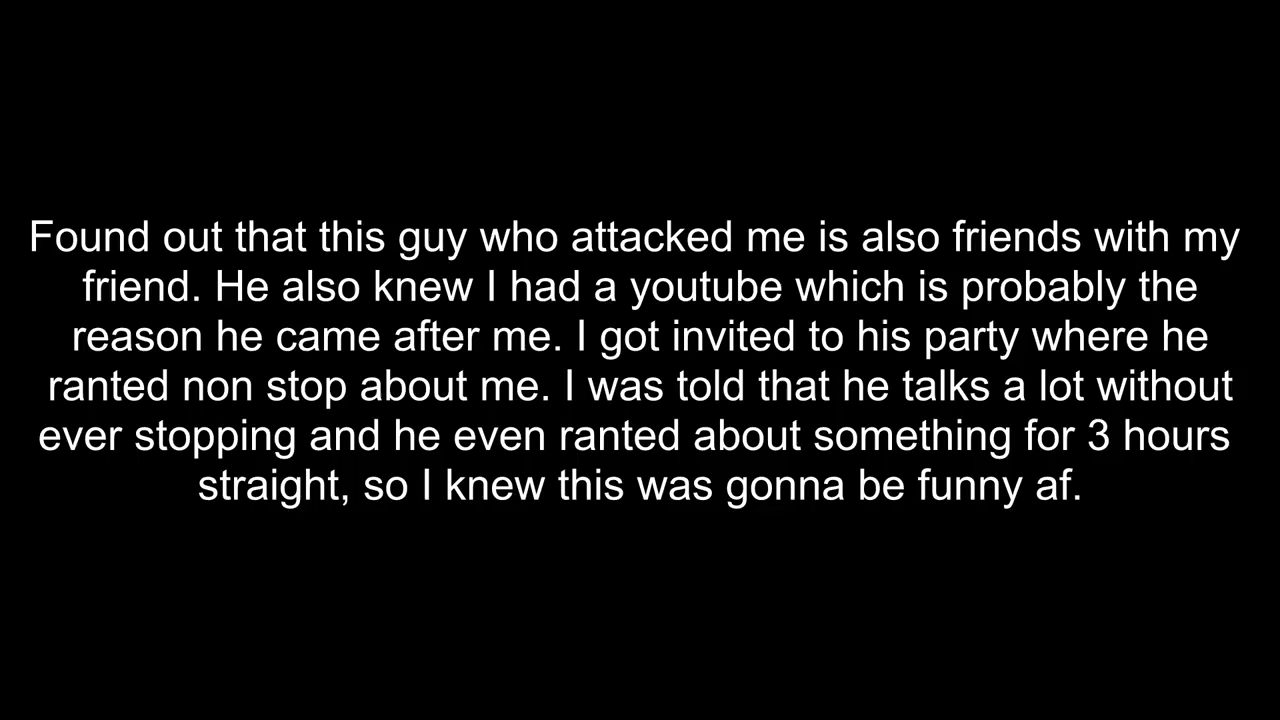 Found out that this guy who attacked me is also friends with my
friend. He also knew I had a youtube which is probably the
reason he came after me. I got invited to his party where he
ranted non stop about me. I was told that he talks a lot without
ever stopping and he even ranted about something for 3 hours
straight, so I knew this was gonna be funny af.